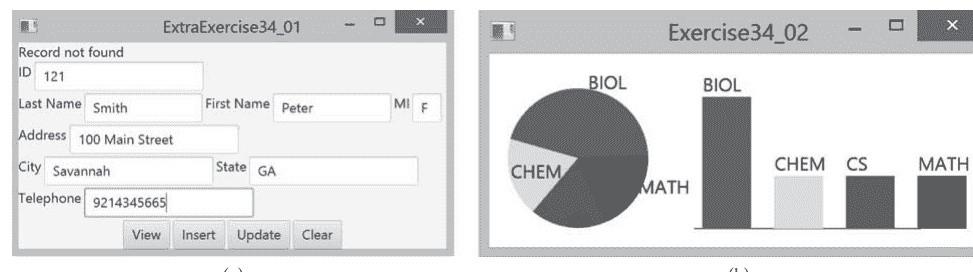 ExtraExercise34_01
Record not found
ID 121
Last Name Smith First Name Peter MI F
Address 100 Main Street
City Savannah State GA
Telephone 9214345665
View Insert Update Clear
Exercise34_02
BIOL
CHEM
MATH
BIOL
CHEM CS MATH